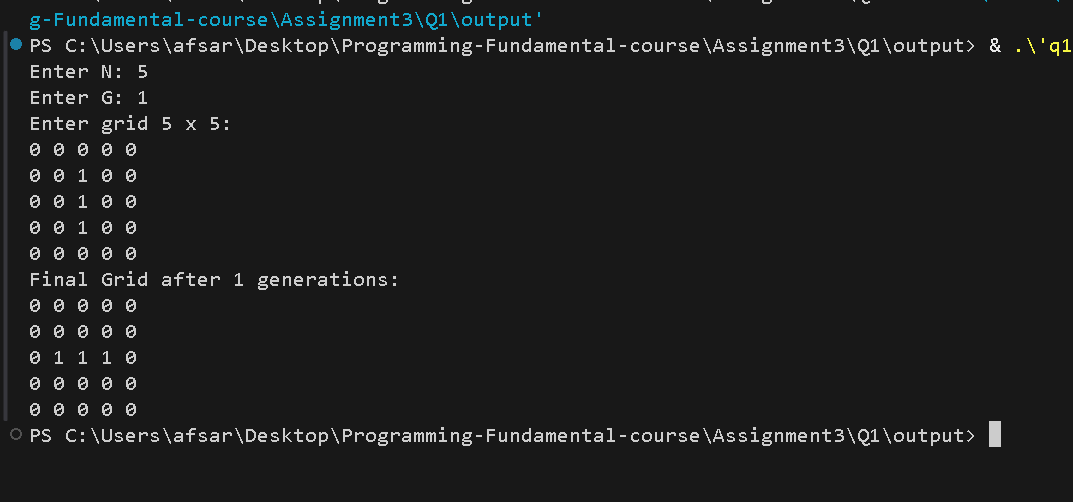 g-Fundamental-course\Assignment3\Q1\output'
PS C:\Users\afsar\Desktop\Programming-Fundamental-course\Assignment3\Q1\output> & .\'q1
Enter N: 5
Enter G: 1
Enter grid 5 x 5:
0 0 0 0 0
0 0 1 0 0
0 0 1 0 0
0 0 1 0 0
0 0 0 0 0
Final Grid after 1 generations:
0 0 0 0 0
0 0 0 0 0
0 1 1 1 0
0 0 0 0 0
0 0 0 0 0
PS C:\Users\afsar\Desktop\Programming-Fundamental-course\Assignment3\Q1\output>